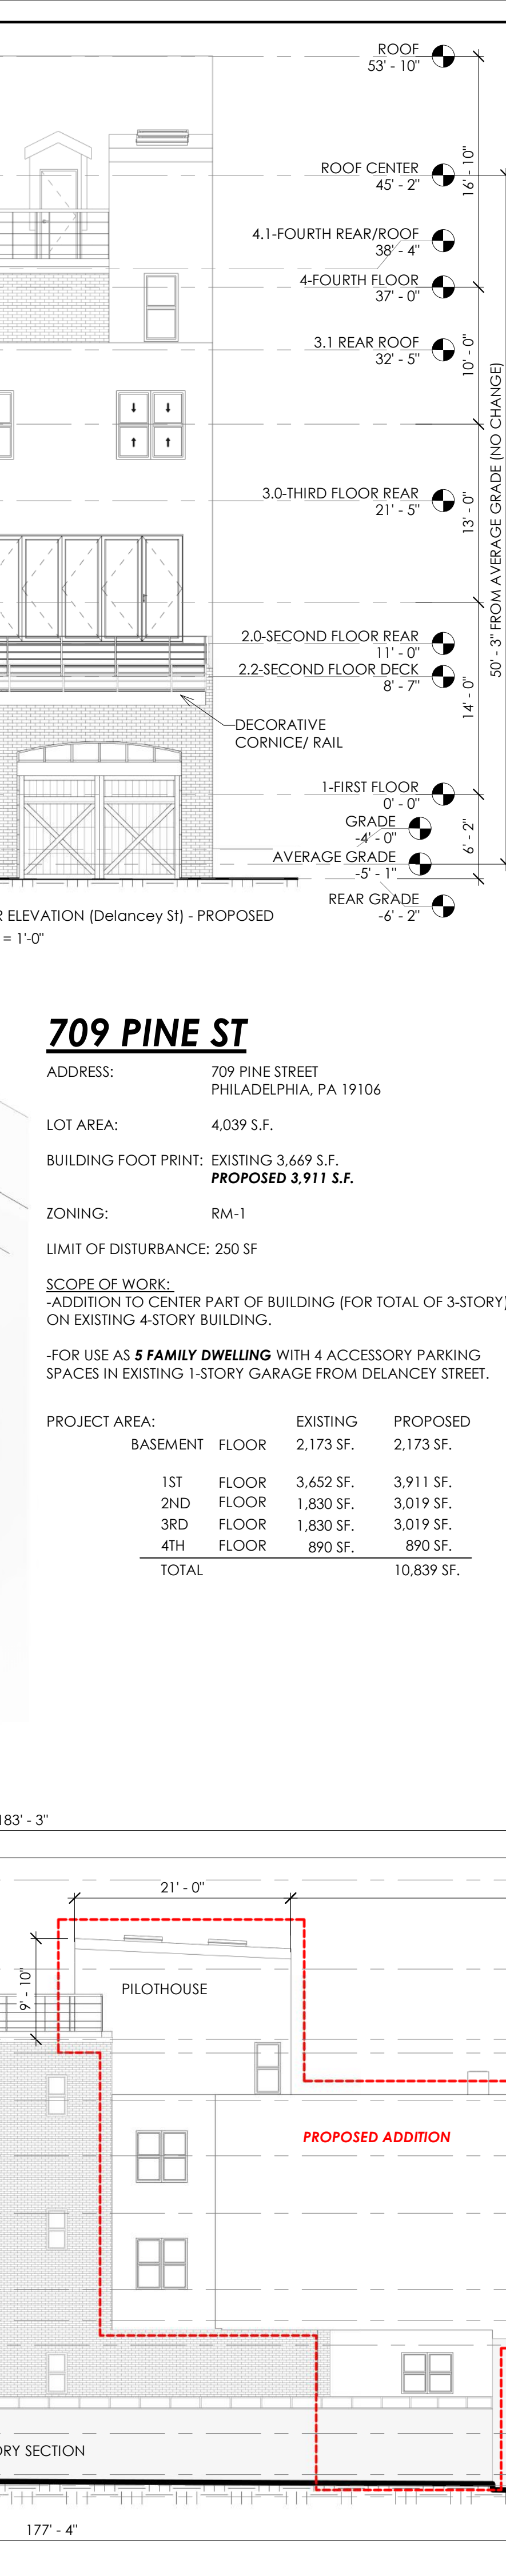 ROOF
53' - 10"
16' - 10"
ROOF CENTER
45' - 2"
4.1-FOURTH REAR/ROOF
38' - 4"
4-FOURTH FLOOR
37' - 0"
3.1 REAR ROOF
32' - 5"
10' - 0"
50' - 3" FROM AVERAGE GRADE (NO CHANGE)
3.0-THIRD FLOOR REAR
21' - 5"
13' - 0"
2.0-SECOND FLOOR REAR
11' - 0"
2.2-SECOND FLOOR DECK
8' - 7"
14' - 0"
DECORATIVE
CORNICE/ RAIL
1-FIRST FLOOR
0' - 0"
GRADE
-4' - 0"
6' - 2"
AVERAGE GRADE
-5' - 1"
REAR GRADE
-6' - 2"
R ELEVATION (Delancey St) - PROPOSED
= 1'-0"
709 PINE ST
ADDRESS: 709 PINE STREET
PHILADELPHIA, PA 19106
LOT AREA: 4,039 S.F.
BUILDING FOOT PRINT: EXISTING 3,669 S.F.
PROPOSED 3,911 S.F.
ZONING: RM-1
LIMIT OF DISTURBANCE: 250 SF
SCOPE OF WORK:
-ADDITION TO CENTER PART OF BUILDING (FOR TOTAL OF 3-STORY)
ON EXISTING 4-STORY BUILDING.
-FOR USE AS 5 FAMILY DWELLING WITH 4 ACCESSORY PARKING
SPACES IN EXISTING 1-STORY GARAGE FROM DELANCEY STREET.
PROJECT AREA: EXISTING PROPOSED
BASEMENT FLOOR 2,173 SF. 2,173 SF.
1ST FLOOR 3,652 SF. 3,911 SF.
2ND FLOOR 1,830 SF. 3,019 SF.
3RD FLOOR 1,830 SF. 3,019 SF.
4TH FLOOR 890 SF. 890 SF.
TOTAL 10,839 SF.
183' - 3"
21' - 0"
9' - 10"
PILOTHOUSE
PROPOSED ADDITION
ORY SECTION
177' - 4"